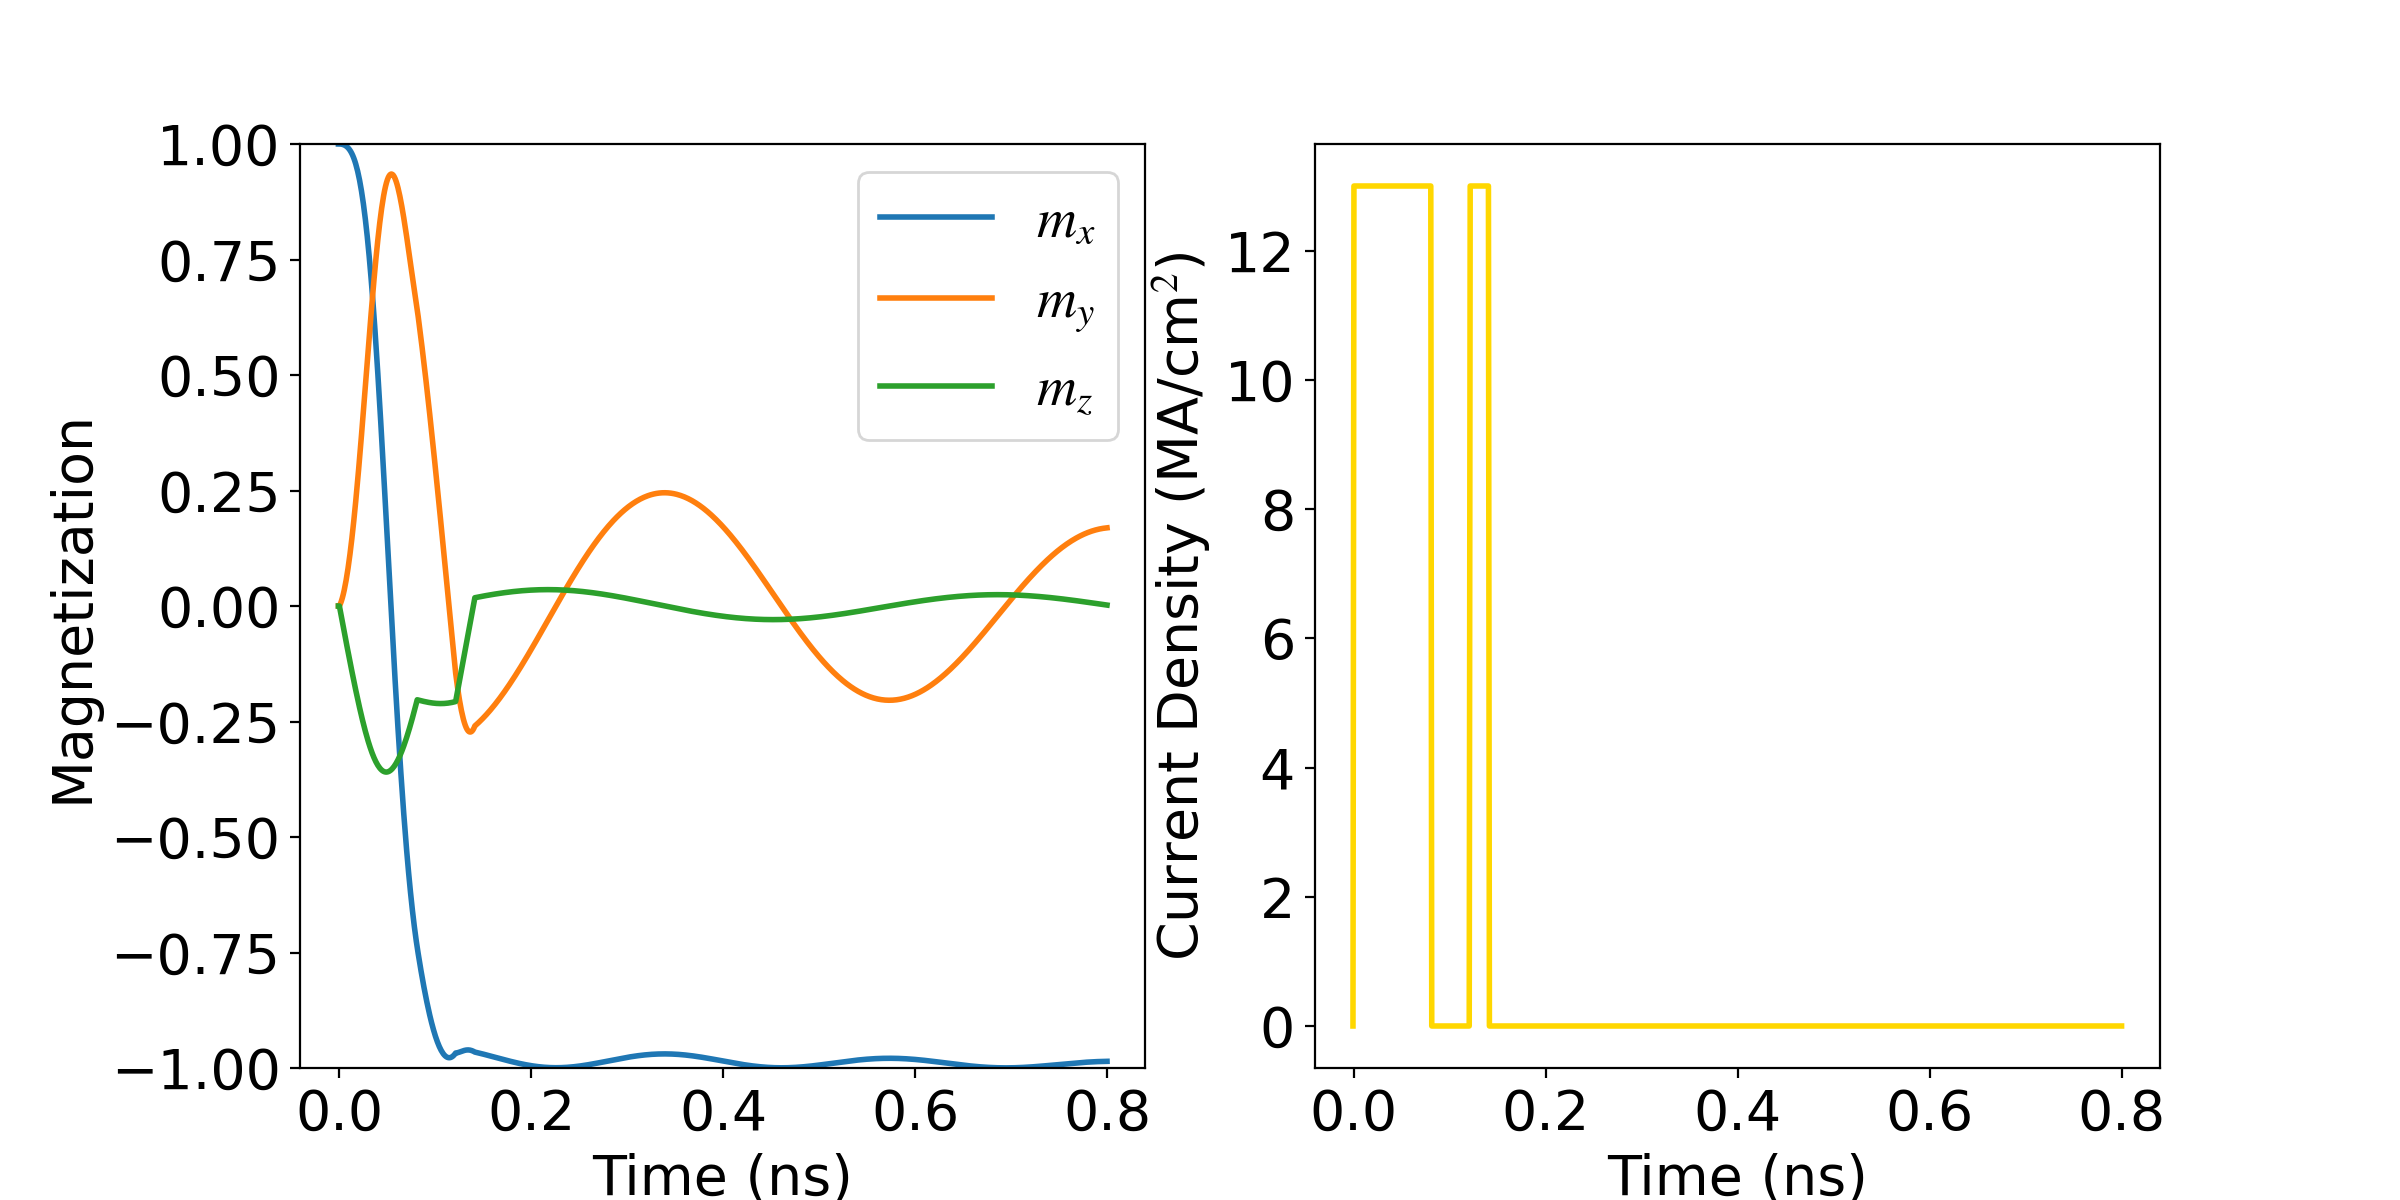 1.00
0.75
0.50
0.25
0.00
−0.25
−0.50
−0.75
−1.00
Magnetization
0.0 0.2 0.4 0.6 0.8
Time (ns)
m_x
m_y
m_z
12
10
8
6
4
2
0
Current Density (MA/cm²)
0.0 0.2 0.4 0.6 0.8
Time (ns)